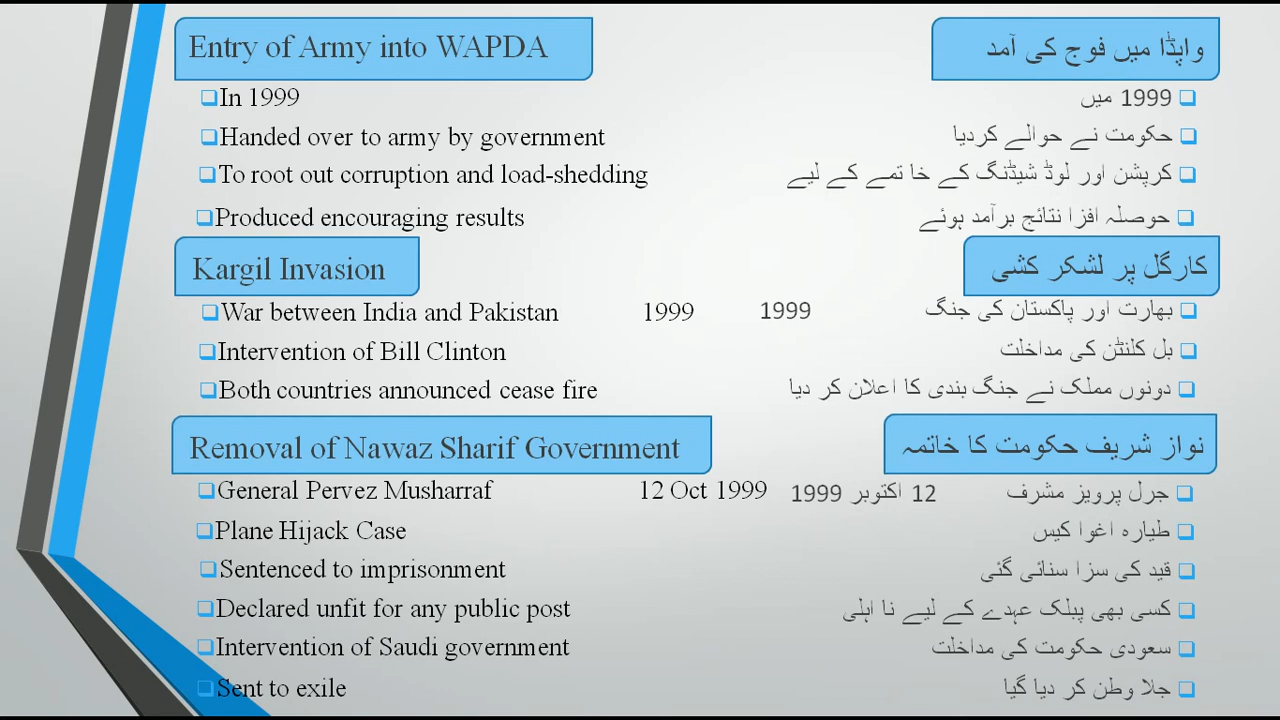 Entry of Army into WAPDA واپڈا میں فوج کی آمد
❑In 1999 ❑ 1999 میں
❑Handed over to army by government ❑ حکومت نے حوالے کردیا
❑To root out corruption and load-shedding ❑ کرپشن اور لوڈ شیڈنگ کے خا تمے کے لیے
❑Produced encouraging results ❑ حوصلہ افزا نتائج برآمد ہوئے
Kargil Invasion کارگل پر لشکر کشی
❑War between India and Pakistan 1999 ❑ بھارت اور پاکستان کی جنگ 1999
❑Intervention of Bill Clinton ❑ بل کلنٹن کی مداخلت
❑Both countries announced cease fire ❑ دونوں مملک نے جنگ بندی کا اعلان کر دیا
Removal of Nawaz Sharif Government نواز شریف حکومت کا خاتمہ
❑General Pervez Musharraf 12 Oct 1999 ❑ جرل پرویز مشرف 12 اکتوبر 1999
❑Plane Hijack Case ❑ طیارہ اغوا کیس
❑Sentenced to imprisonment ❑ قید کی سزا سنائی گئی
❑Declared unfit for any public post ❑ کسی بھی پبلک عہدے کے لیے نا اہلی
❑Intervention of Saudi government ❑ سعودی حکومت کی مداخلت
❑Sent to exile ❑ جلا وطن کر دیا گیا